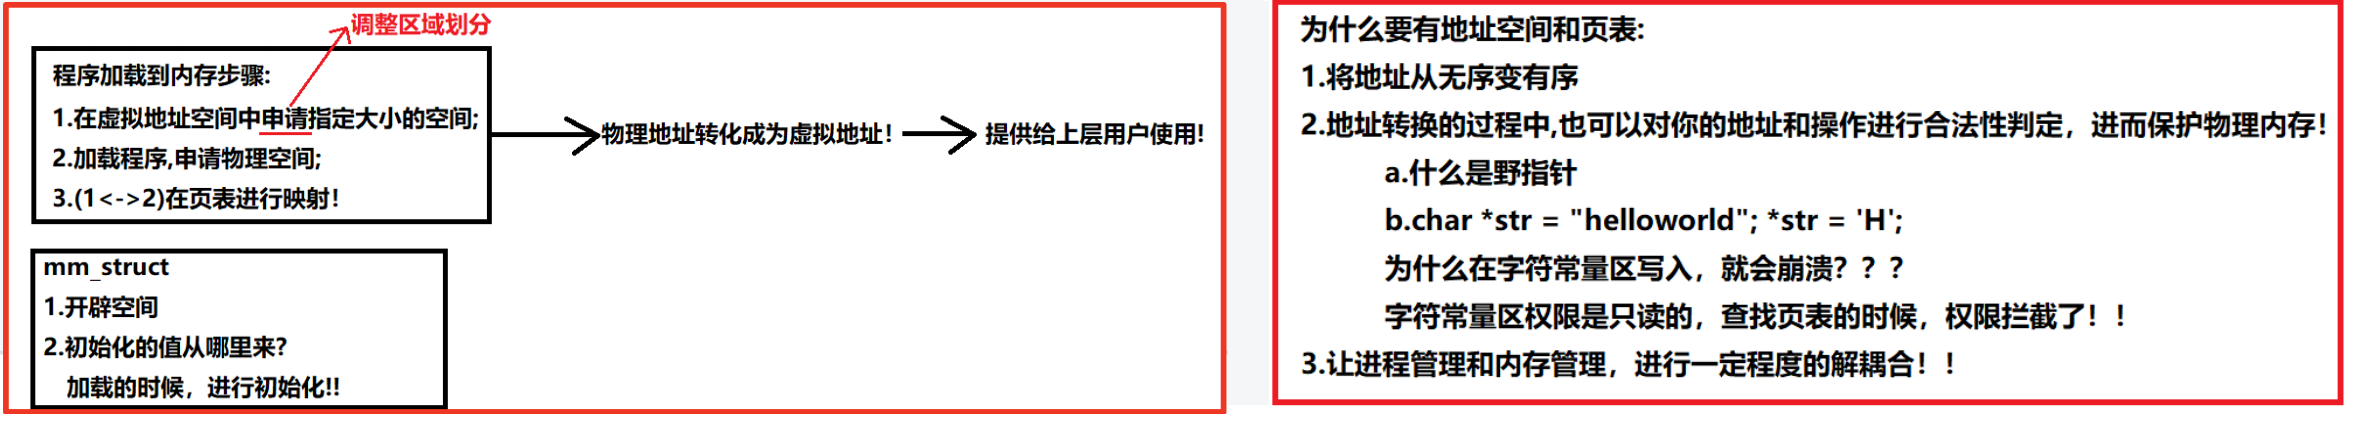 调整区域划分
程序加载到内存步骤:
1.在虚拟地址空间中申请指定大小的空间;
2.加载程序,申请物理空间;
3.(1<->2)在页表进行映射!
物理地址转化成为虚拟地址!
提供给上层用户使用!
mm_struct
1.开辟空间
2.初始化的值从哪里来?
加载的时候，进行初始化!!
为什么要有地址空间和页表:
1.将地址从无序变有序
2.地址转换的过程中,也可以对你的地址和操作进行合法性判定，进而保护物理内存！
a.什么是野指针
b.char *str = "helloworld"; *str = 'H';
为什么在字符常量区写入，就会崩溃？？？
字符常量区权限是只读的，查找页表的时候，权限拦截了！！
3.让进程管理和内存管理，进行一定程度的解耦合！！